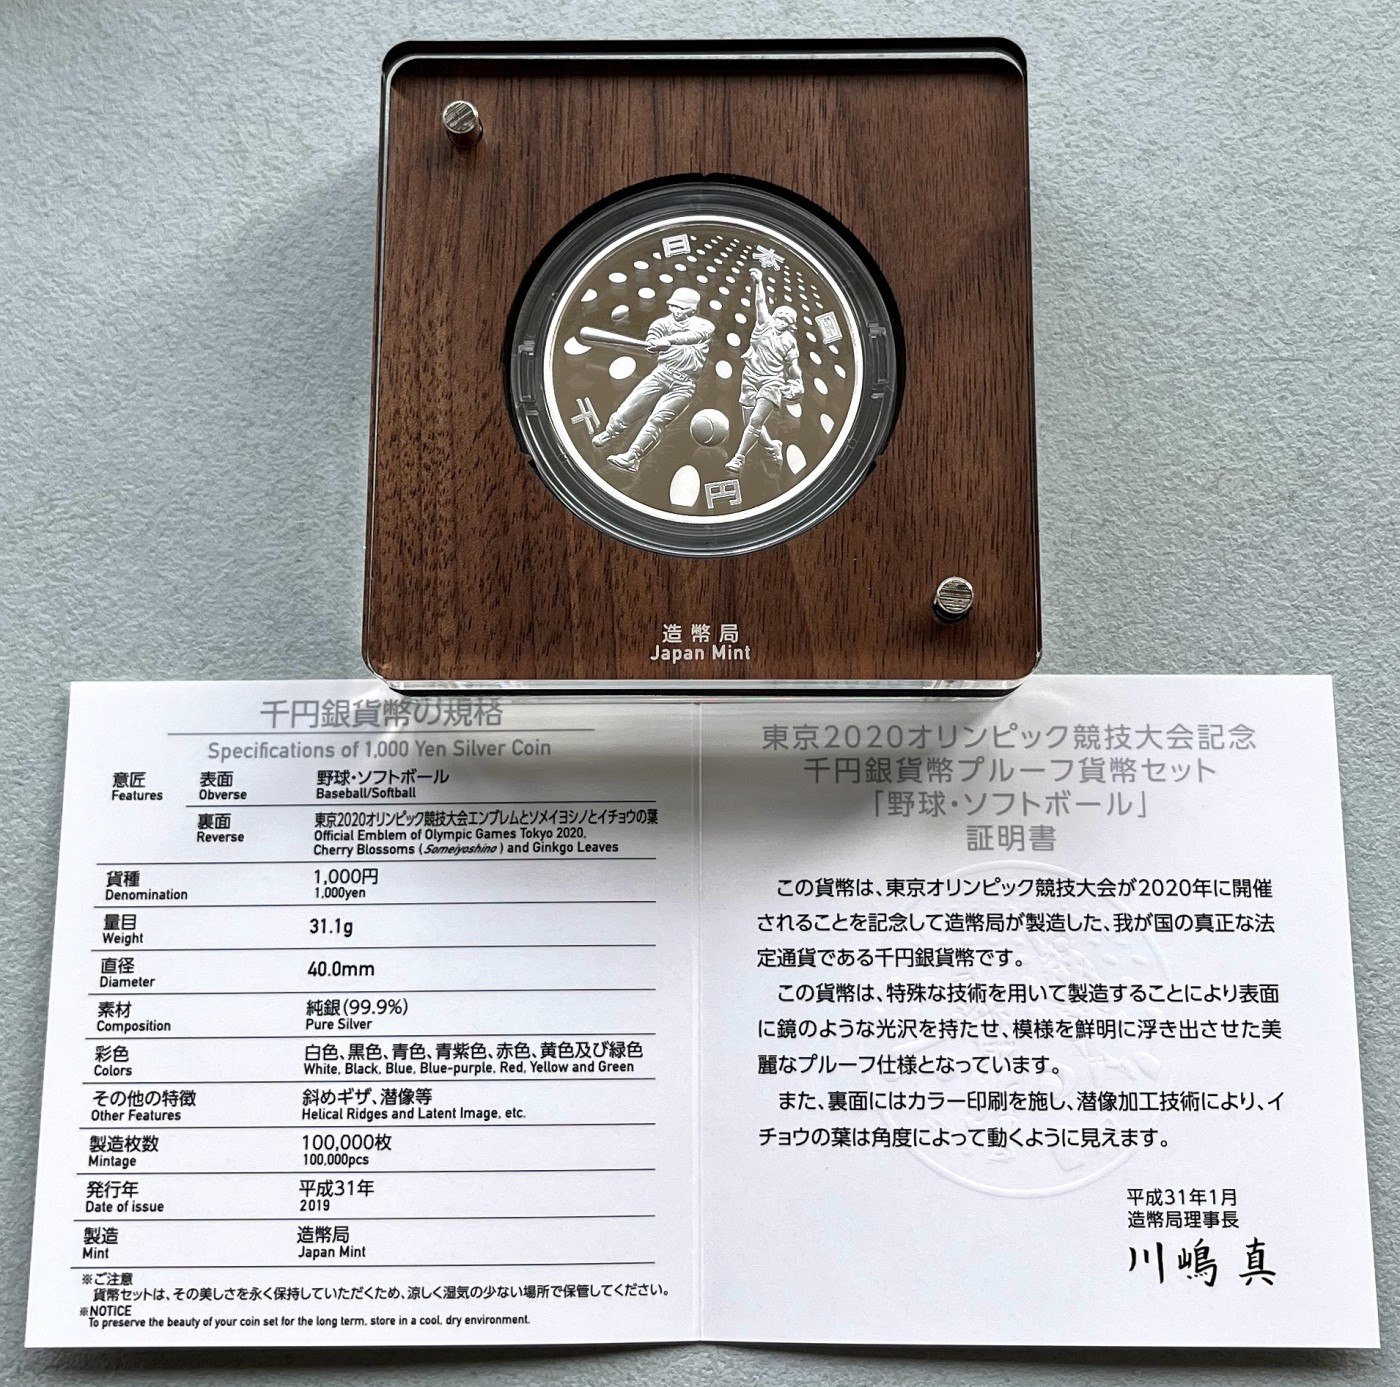 日本国
千
円
造幣局
Japan Mint
千円銀貨幣の規格
Specifications of 1,000 Yen Silver Coin
意匠 表面 野球・ソフトボール
Features Obverse Baseball/Softball
裏面 東京2020オリンピック競技大会エンブレムとソメイヨシノとイチョウの葉
Reverse Official Emblem of Olympic Games Tokyo 2020,
Cherry Blossoms (Someiyoshino) and Ginkgo Leaves
貨種 1,000円
Denomination 1,000yen
量目 31.1g
Weight
直径 40.0mm
Diameter
素材 純銀(99.9%)
Composition Pure Silver
彩色 白色、黒色、青色、青紫色、赤色、黄色及び緑色
Colors White, Black, Blue, Blue-purple, Red, Yellow and Green
その他の特徴 斜めギザ、潜像等
Other Features Helical Ridges and Latent Image, etc.
製造枚数 100,000枚
Mintage 100,000pcs
発行年 平成31年
Date of issue 2019
製造 造幣局
Mint Japan Mint
※ご注意
貨幣セットは、その美しさを永く保持していただくため、涼しく湿気の少ない場所で保管してください。
※NOTICE
To preserve the beauty of your coin set for the long term, store in a cool, dry environment.
東京2020オリンピック競技大会記念
千円銀貨幣プルーフ貨幣セット
「野球・ソフトボール」
証明書
この貨幣は、東京オリンピック競技大会が2020年に開催
されることを記念して造幣局が製造した、我が国の真正な法
定通貨である千円銀貨幣です。
この貨幣は、特殊な技術を用いて製造することにより表面
に鏡のような光沢を持たせ、模様を鮮明に浮き出させた美
麗なプルーフ仕様となっています。
また、裏面にはカラー印刷を施し、潜像加工技術により、イ
チョウの葉は角度によって動くように見えます。
平成31年1月
造幣局理事長
川嶋 真